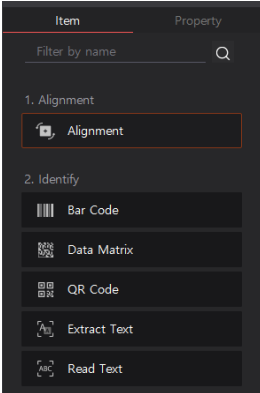 Item Property
Filter by name
1. Alignment
Alignment
2. Identify
Bar Code
Data Matrix
QR Code
Extract Text
ABC Read Text